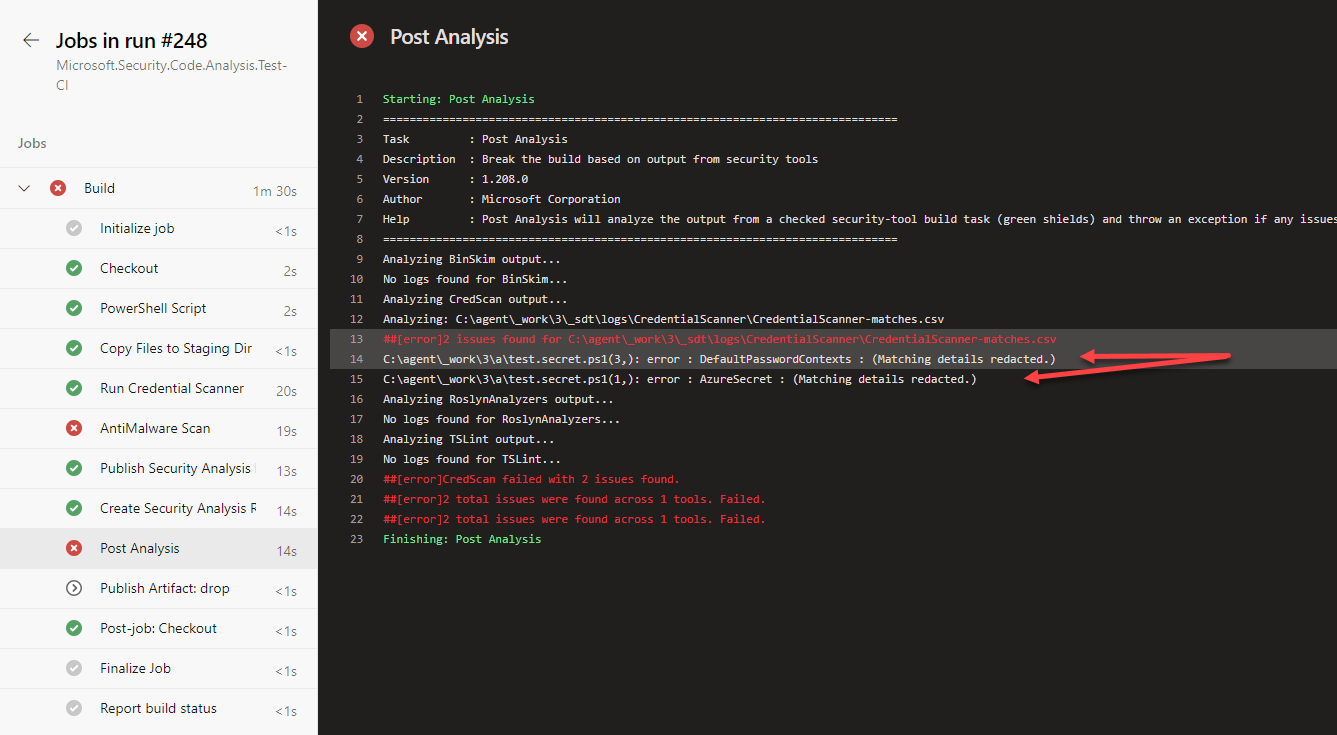 Jobs in run #248
Microsoft.Security.Code.Analysis.Test-
CI
Jobs
Build 1m 30s
Initialize job <1s
Checkout 2s
PowerShell Script 2s
Copy Files to Staging Dir <1s
Run Credential Scanner 20s
AntiMalware Scan 19s
Publish Security Analysis 13s
Create Security Analysis R 14s
Post Analysis 14s
Publish Artifact: drop <1s
Post-job: Checkout <1s
Finalize Job <1s
Report build status <1s
Post Analysis
1 Starting: Post Analysis
2 ==============================================================================
3 Task : Post Analysis
4 Description : Break the build based on output from security tools
5 Version : 1.208.0
6 Author : Microsoft Corporation
7 Help : Post Analysis will analyze the output from a checked security-tool build task (green shields) and throw an exception if any issues
8 ==============================================================================
9 Analyzing BinSkim output...
10 No logs found for BinSkim...
11 Analyzing CredScan output...
12 Analyzing: C:\agent\_work\3\_sdt\logs\CredentialScanner\CredentialScanner-matches.csv
13 ##[error]2 issues found for C:\agent\_work\3\_sdt\logs\CredentialScanner\CredentialScanner-matches.csv
14 C:\agent\_work\3\a\test.secret.ps1(3,): error : DefaultPasswordContexts : (Matching details redacted.)
15 C:\agent\_work\3\a\test.secret.ps1(1,): error : AzureSecret : (Matching details redacted.)
16 Analyzing RoslynAnalyzers output...
17 No logs found for RoslynAnalyzers...
18 Analyzing TSLint output...
19 No logs found for TSLint...
20 ##[error]CredScan failed with 2 issues found.
21 ##[error]2 total issues were found across 1 tools. Failed.
22 ##[error]2 total issues were found across 1 tools. Failed.
23 Finishing: Post Analysis